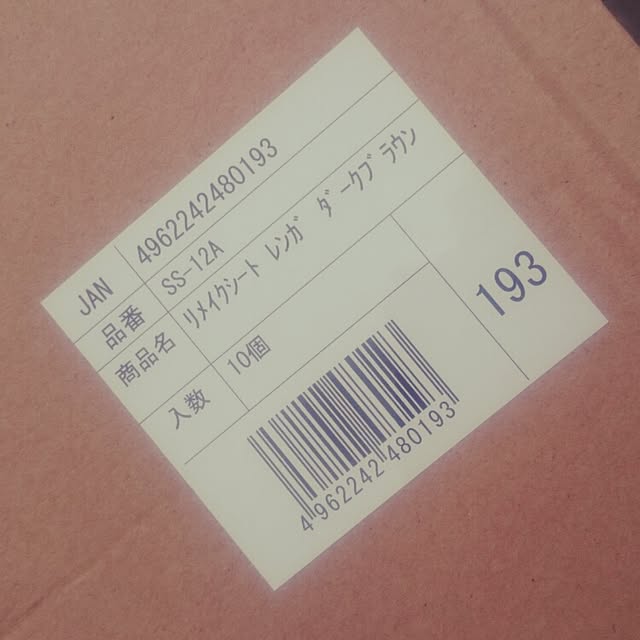 JAN 4962242480193
品番 SS-12A
商品名 ﾘﾒｲｸｼｰﾄ ﾚﾝｶﾞ ﾀﾞｰｸﾌﾞﾗｳﾝ
入数 10個
193
4962242480193